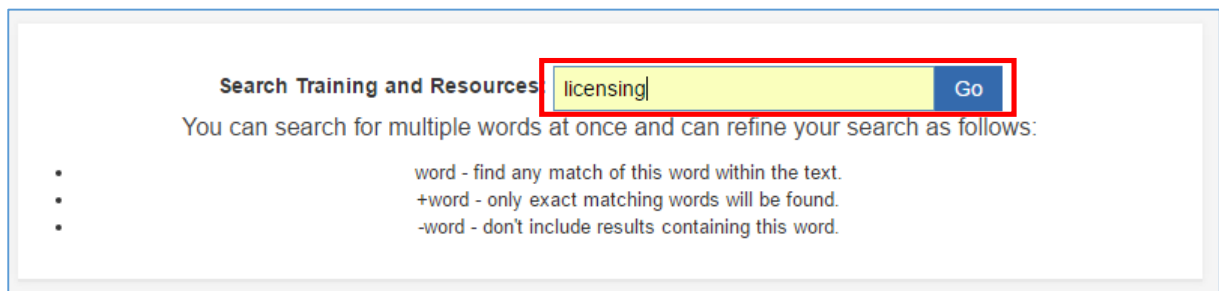 Search Training and Resources: licensing Go
You can search for multiple words at once and can refine your search as follows:
• word - find any match of this word within the text.
• +word - only exact matching words will be found.
• -word - don't include results containing this word.